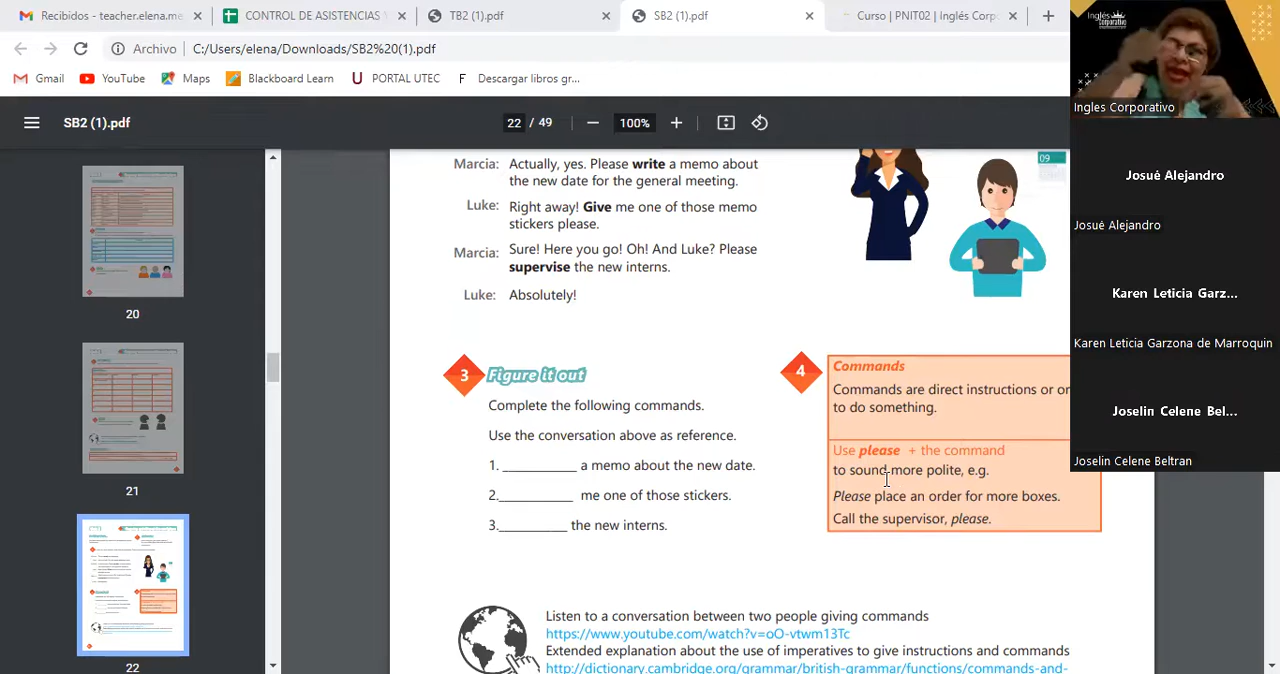 Recibidos - teacher.elena.me
CONTROL DE ASISTENCIAS
TB2 (1).pdf
SB2 (1).pdf
Curso | PNIT02 | Inglés Corpo
Archivo
C:/Users/elena/Downloads/SB2%20(1).pdf
Gmail
YouTube
Maps
Blackboard Learn
PORTAL UTEC
F
Descargar libros gr...
SB2 (1).pdf
22 / 49
100%
20
21
22
Marcia: Actually, yes. Please write a memo about
the new date for the general meeting.
Luke: Right away! Give me one of those memo
stickers please.
Marcia: Sure! Here you go! Oh! And Luke? Please
supervise the new interns.
Luke: Absolutely!
09
3 Figure it out
Complete the following commands.
Use the conversation above as reference.
1. __________ a memo about the new date.
2.__________ me one of those stickers.
3._________ the new interns.
4 Commands
Commands are direct instructions or or
to do something.
Use please + the command
to sound more polite, e.g.
Please place an order for more boxes.
Call the supervisor, please.
Listen to a conversation between two people giving commands
https://www.youtube.com/watch?v=oO-vtwm13Tc
Extended explanation about the use of imperatives to give instructions and commands
http://dictionary.cambridge.org/grammar/british-grammar/functions/commands-and-
Inglés
Corporativo
Ingles Corporativo
Josué Alejandro
Josué Alejandro
Karen Leticia Garz...
Karen Leticia Garzona de Marroquin
Joselin Celene Bel...
Joselin Celene Beltran